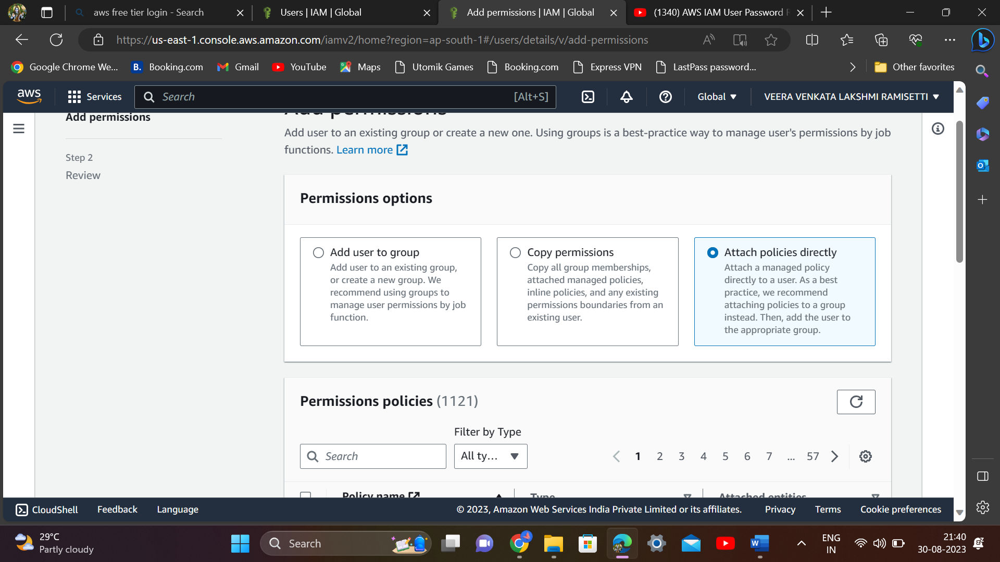 aws free tier login - Search
Users | IAM | Global
Add permissions | IAM | Global
(1340) AWS IAM User Password
https://us-east-1.console.aws.amazon.com/iamv2/home?region=ap-south-1#/users/details/v/add-permissions
Google Chrome We...
Booking.com
Gmail
YouTube
Maps
Utomik Games
Booking.com
Express VPN
LastPass password...
Other favorites
aws
Services
Search
[Alt+S]
Global
VEERA VENKATA LAKSHMI RAMISETTI
Add permissions
Step 2
Review
Add permissions
Add user to an existing group or create a new one. Using groups is a best-practice way to manage user's permissions by job
functions. Learn more
Permissions options
Add user to group
Add user to an existing group,
or create a new group. We
recommend using groups to
manage user permissions by job
function.
Copy permissions
Copy all group memberships,
attached managed policies,
inline policies, and any existing
permissions boundaries from an
existing user.
Attach policies directly
Attach a managed policy
directly to a user. As a best
practice, we recommend
attaching policies to a group
instead. Then, add the user to
the appropriate group.
Permissions policies (1121)
Filter by Type
Search
All ty...
1 2 3 4 5 6 7 ... 57
Policy name
Type
Attached entities
CloudShell
Feedback
Language
© 2023, Amazon Web Services India Private Limited or its affiliates.
Privacy
Terms
Cookie preferences
29°C
Partly cloudy
Search
ENG
IN
21:40
30-08-2023